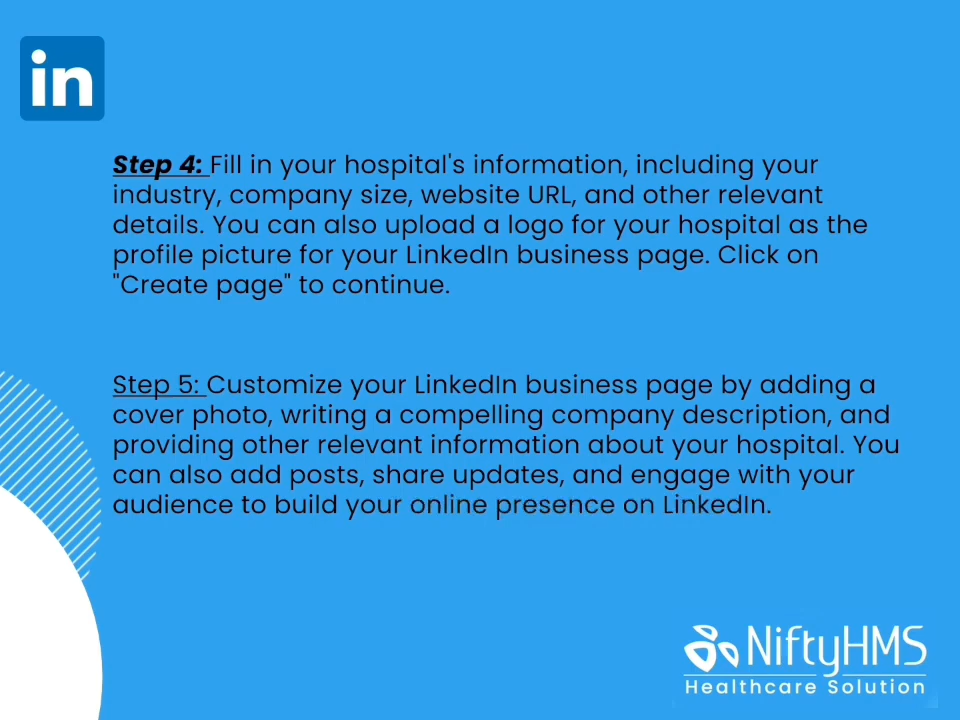 in
Step 4: Fill in your hospital's information, including your
industry, company size, website URL, and other relevant
details. You can also upload a logo for your hospital as the
profile picture for your LinkedIn business page. Click on
"Create page" to continue.
Step 5: Customize your LinkedIn business page by adding a
cover photo, writing a compelling company description, and
providing other relevant information about your hospital. You
can also add posts, share updates, and engage with your
audience to build your online presence on LinkedIn.
NiftyHMS
Healthcare Solution